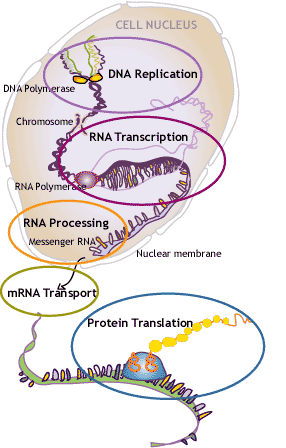 CELL NUCLEUS
DNA Replication
DNA Polymerase
Chromosome
RNA Transcription
RNA Polymerase
RNA Processing
Messenger RNA
Nuclear membrane
mRNA Transport
Protein Translation